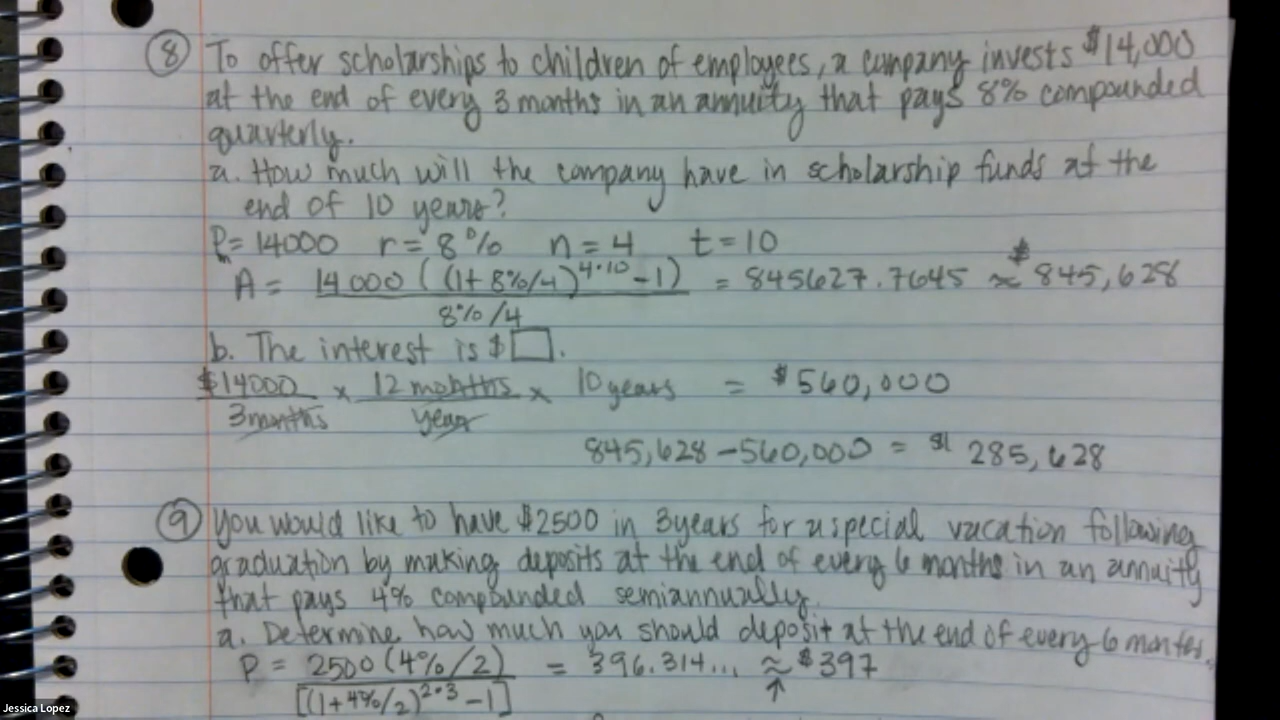 ⑧ To offer scholarships to children of employees, a company invests $14,000
at the end of every 3 months in an annuity that pays 8% compounded
quarterly.
a. How much will the company have in scholarship funds at the
end of 10 years?
P = 14000 r = 8% n = 4 t = 10
A = 14000 ((1+8%/4)^4·10 -1) / 8%/4 = 845627.7645 ≈ $845,628
b. The interest is $□.
$14000 / 3 months × 12 months / year × 10 years = $560,000
845,628 - 560,000 = $285,628
⑨ You would like to have $2500 in 3 years for a special vacation following
graduation by making deposits at the end of every 6 months in an annuity
that pays 4% compounded semiannually.
a. Determine how much you should deposit at the end of every 6 months.
P = 2500 (4%/2) / [(1+4%/2)^2·3 -1] = 396.314... ≈ $397
↑
Jessica Lopez